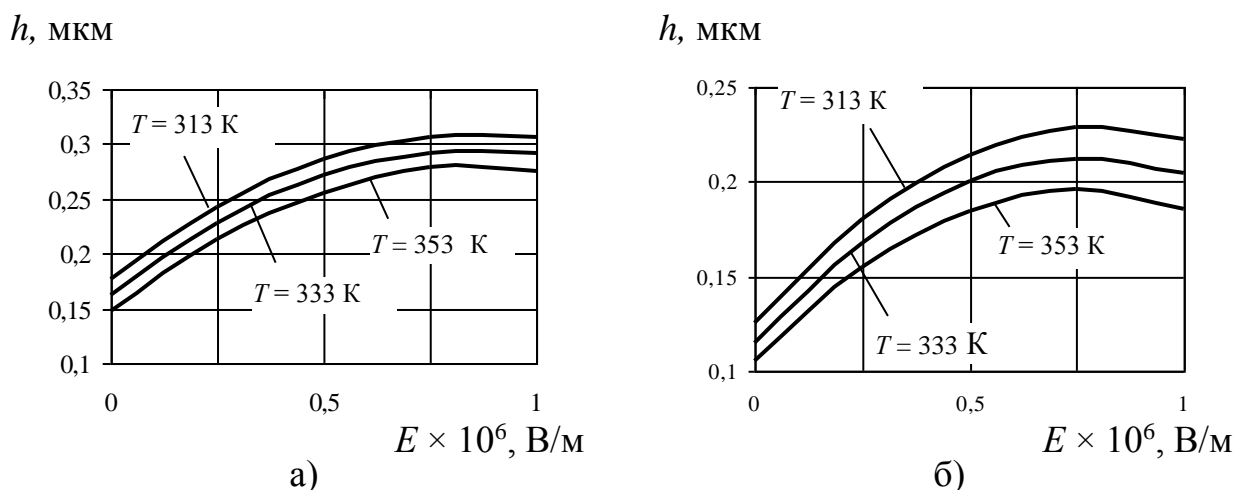 h, мкм
0,35
0,3
0,25
0,2
0,15
0,1
T = 313 К
T = 353 К
T = 333 К
0
0,5
1
E × 10⁶, В/м
а)
h, мкм
0,25
0,2
0,15
0,1
T = 313 К
T = 353 К
T = 333 К
0
0,5
1
E × 10⁶, В/м
б)